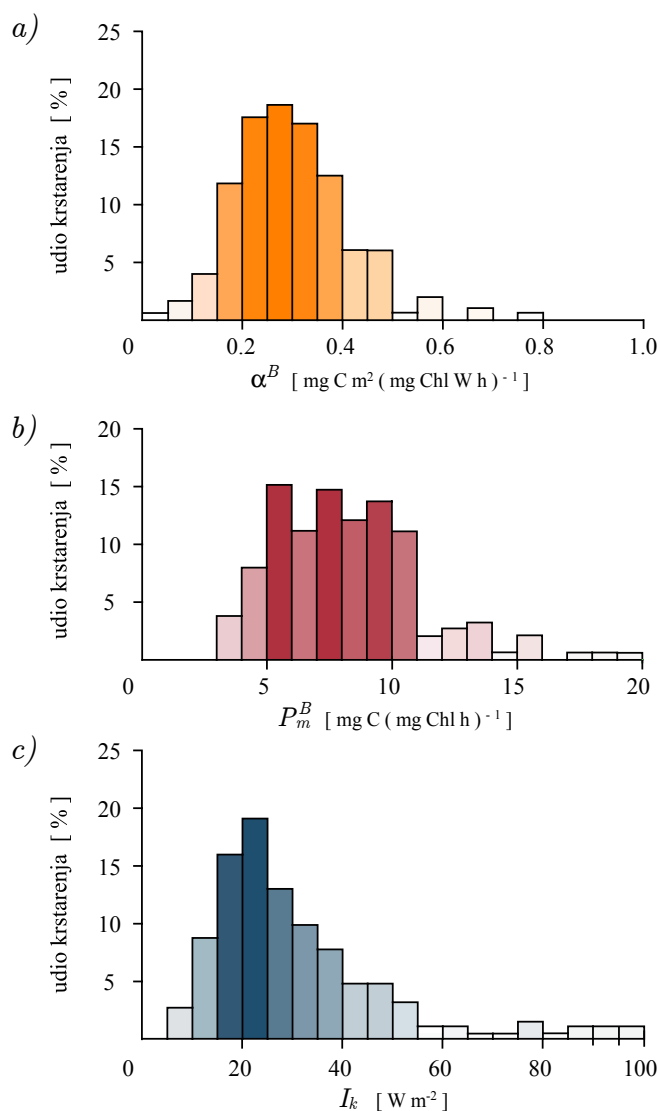 a)
udio krstarenja [ % ]
25
20
15
10
5
0 0.2 0.4 0.6 0.8 1.0
α^B [ mg C m² ( mg Chl W h ) ⁻¹ ]
b)
udio krstarenja [ % ]
20
15
10
5
0 5 10 15 20
P_m^B [ mg C ( mg Chl h ) ⁻¹ ]
c)
udio krstarenja [ % ]
25
20
15
10
5
0 20 40 60 80 100
I_k [ W m⁻² ]